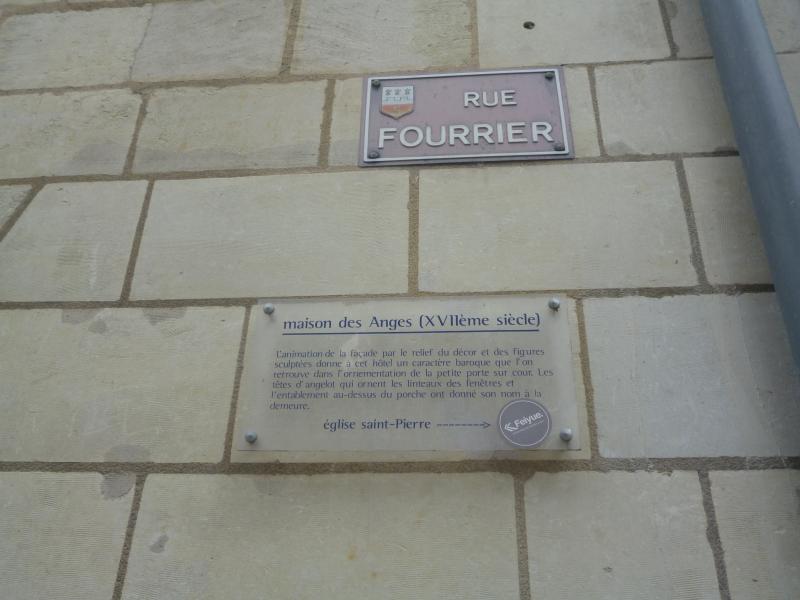 RUE
FOURRIER
maison des Anges (XVIIème siècle)
L'animation de la façade par le relief du décor et des figures
sculptées donne à cet hôtel un caractère baroque que l'on
retrouve dans l'ornementation de la petite porte sur cour. Les
têtes d'angelot qui ornent les linteaux des fenêtres et
l'entablement au-dessus du porche ont donné son nom à la
demeure.
église saint-Pierre -------->
Feiyue.